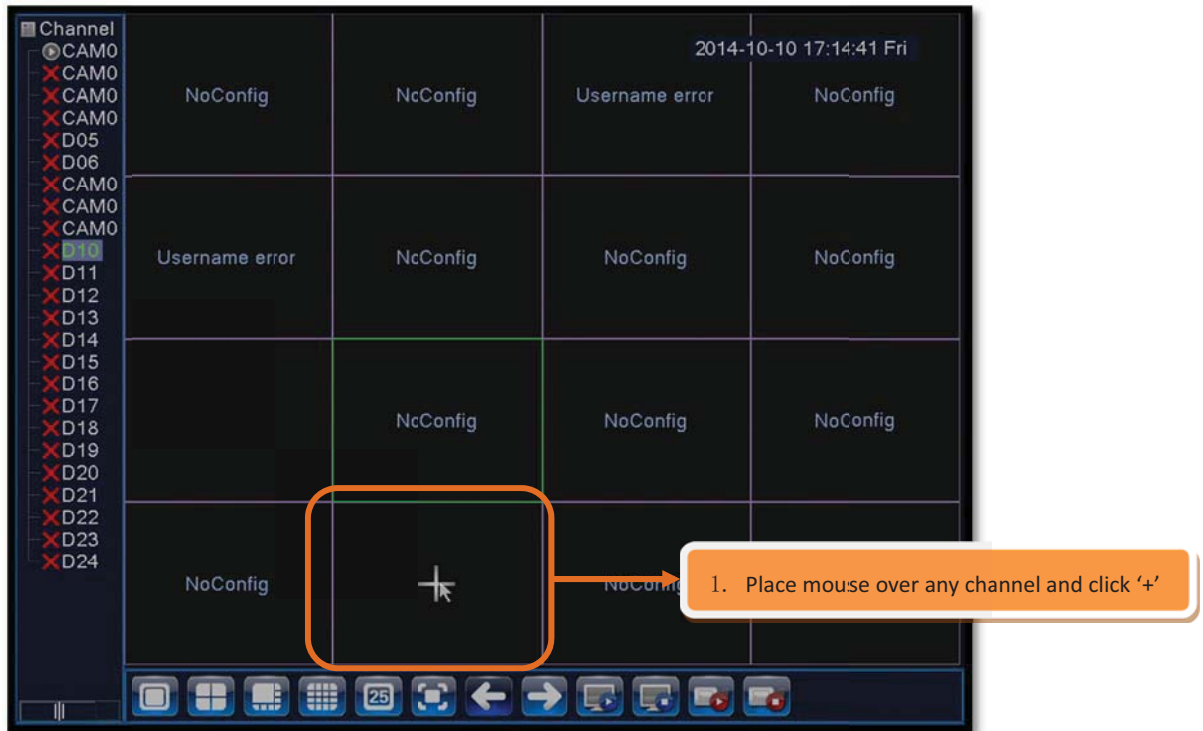 Channel
CAM0
CAM0
CAM0
CAM0
D05
D06
CAM0
CAM0
CAM0
D10
D11
D12
D13
D14
D15
D16
D17
D18
D19
D20
D21
D22
D23
D24
2014-10-10 17:14:41 Fri
NoConfig NoConfig Username error NoConfig
Username error NoConfig NoConfig NoConfig
NoConfig NoConfig NoConfig
NoConfig NoConfig
1. Place mouse over any channel and click ‘+’
25